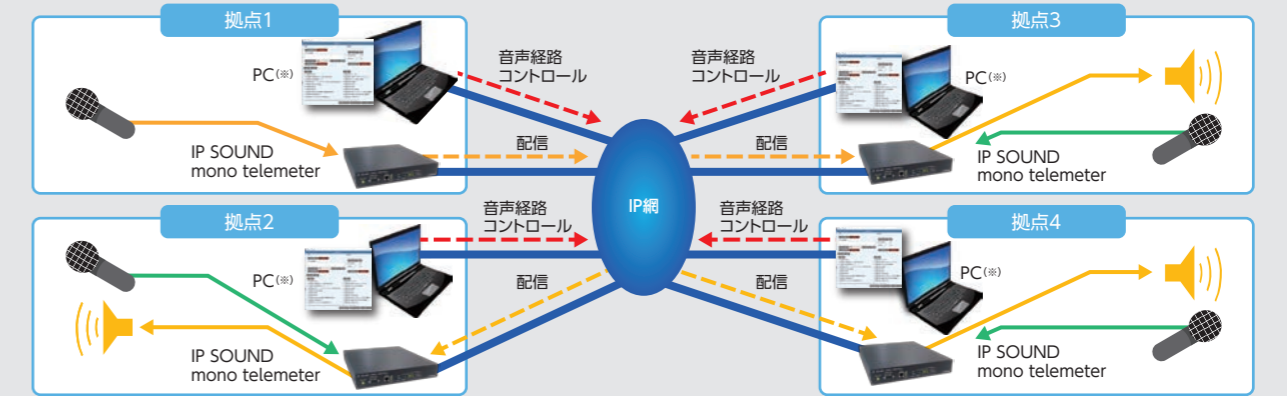 拠点1
PC(※)
音声経路
コントロール
配信
IP SOUND
mono telemeter
拠点3
音声経路
コントロール
PC(※)
配信
IP SOUND
mono telemeter
IP網
拠点2
音声経路
コントロール
PC(※)
配信
IP SOUND
mono telemeter
拠点4
音声経路
コントロール
PC(※)
配信
IP SOUND
mono telemeter